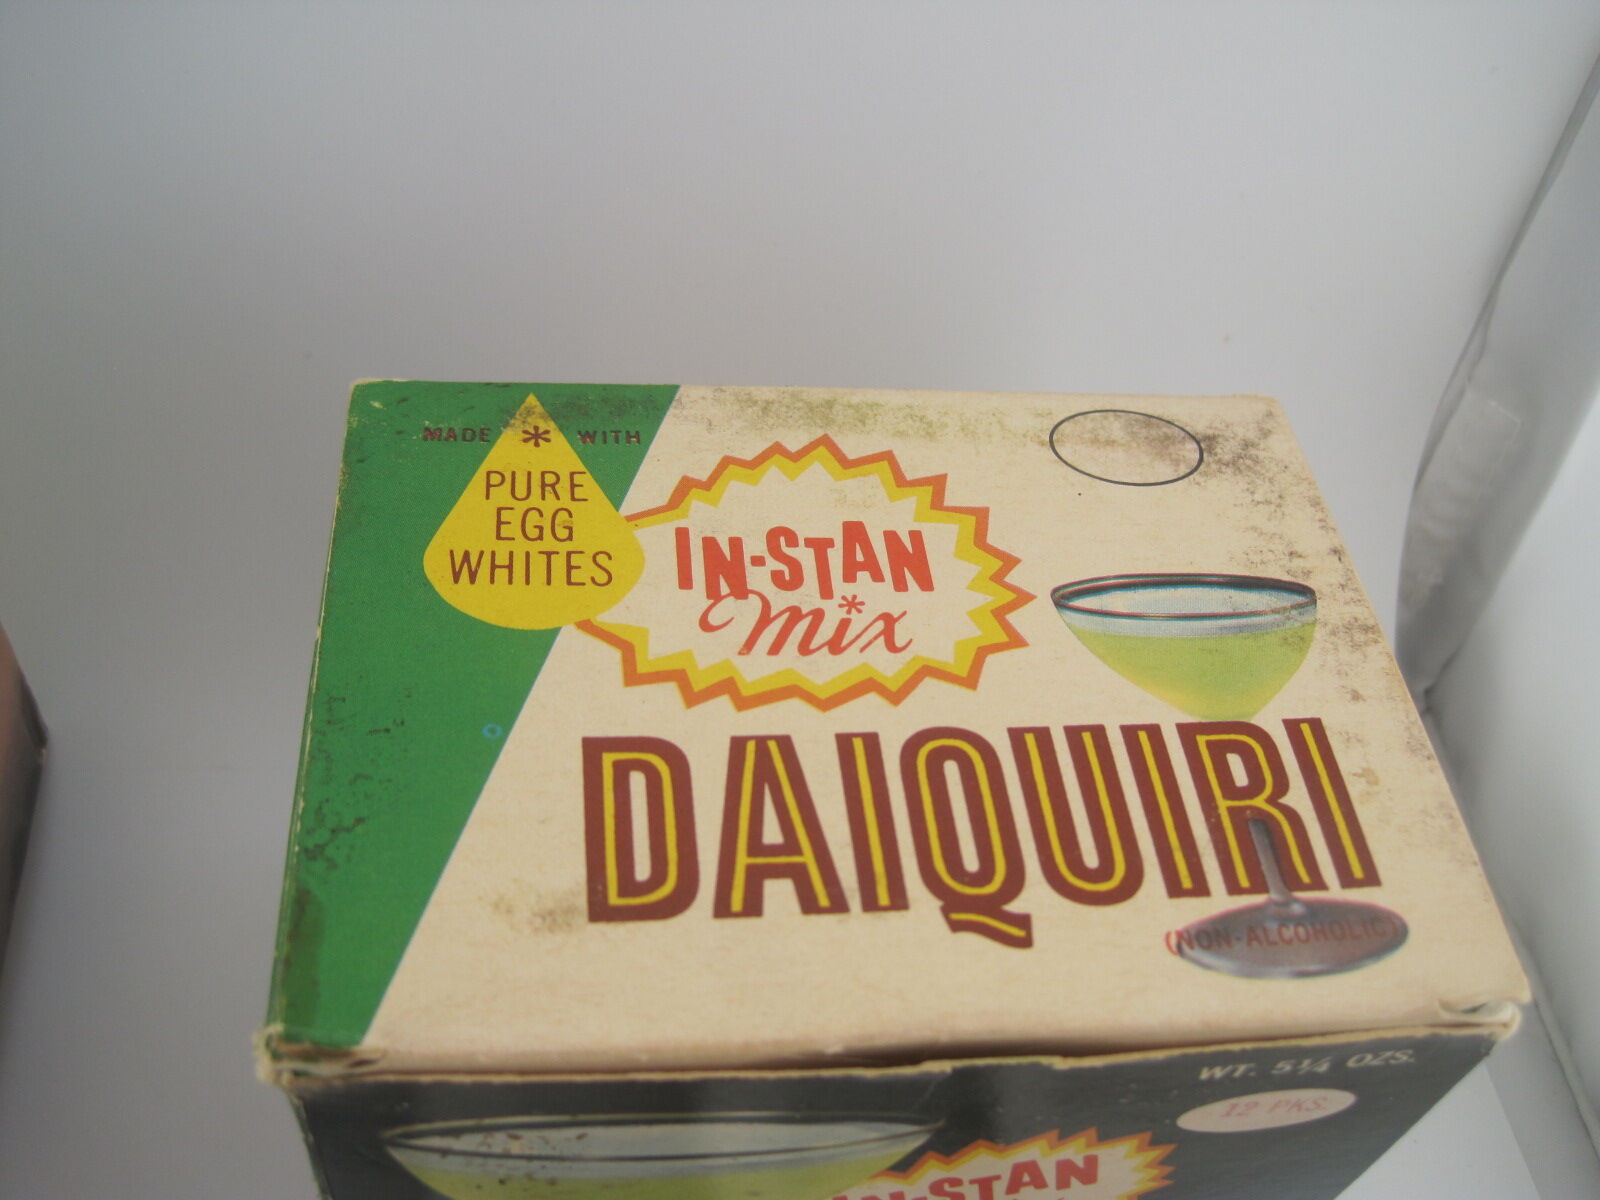 MADE * WITH
PURE
EGG
WHITES
IN-STAN
mix
DAIQUIRI
(NON-ALCOHOLIC)
WT. 5¼ OZS.
12 PKS.
IN-STAN